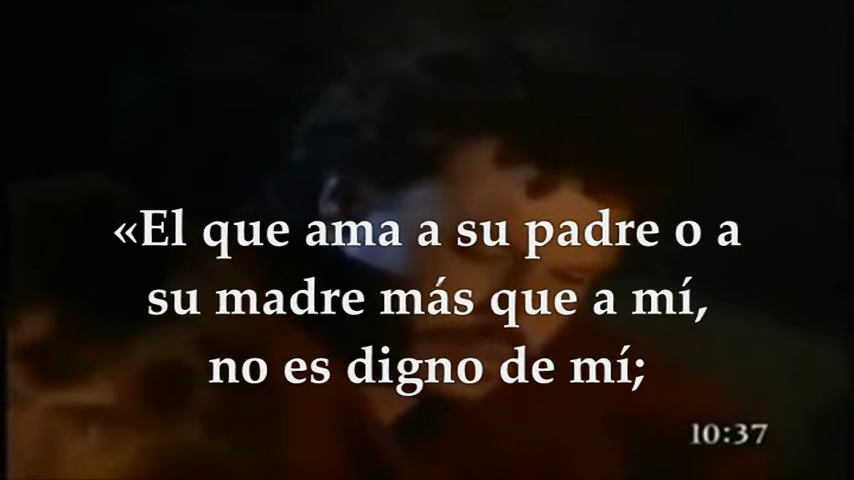 «El que ama a su padre o a
su madre más que a mí,
no es digno de mí;
10:37